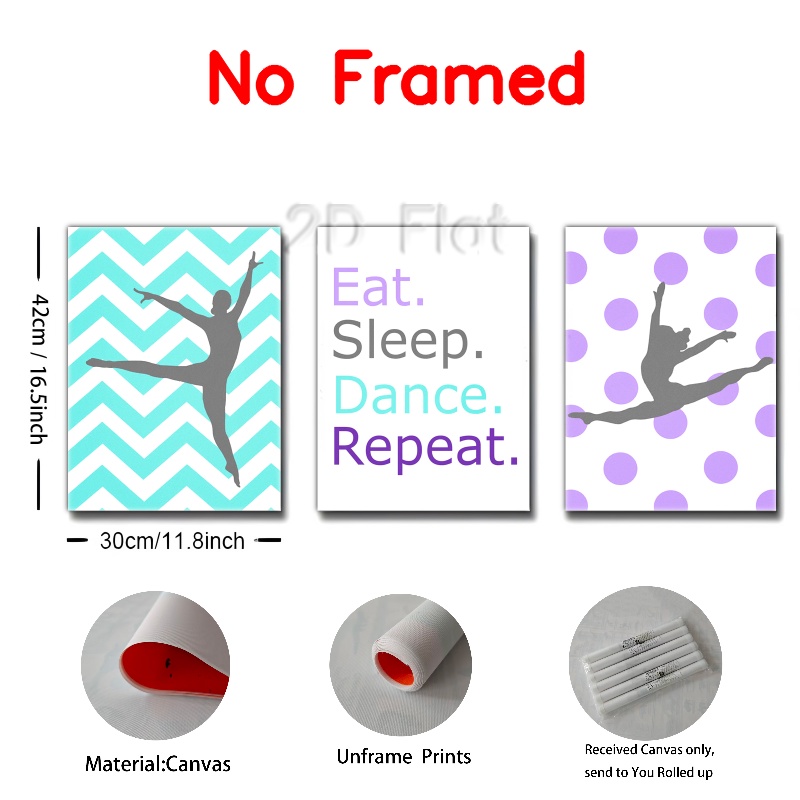 No Framed
2D Flat
Eat.
Sleep.
Dance.
Repeat.
42cm / 16.5inch
30cm/11.8inch
Material:Canvas
Unframe Prints
Received Canvas only,
send to You Rolled up